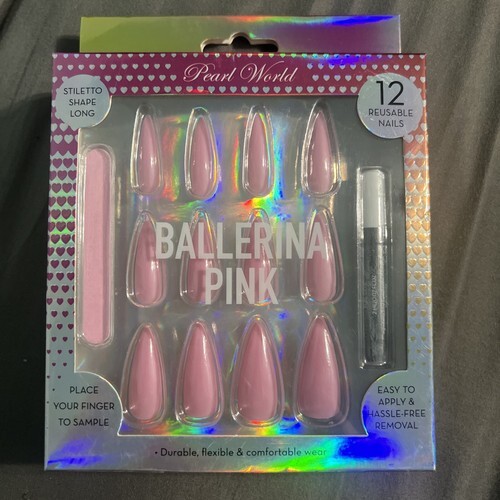 Pearl World
STILETTO
SHAPE
LONG
12
REUSABLE
NAILS
BALLERINA
PINK
PLACE
YOUR FINGER
TO SAMPLE
EASY TO
APPLY &
HASSLE-FREE
REMOVAL
• Durable, flexible & comfortable wear